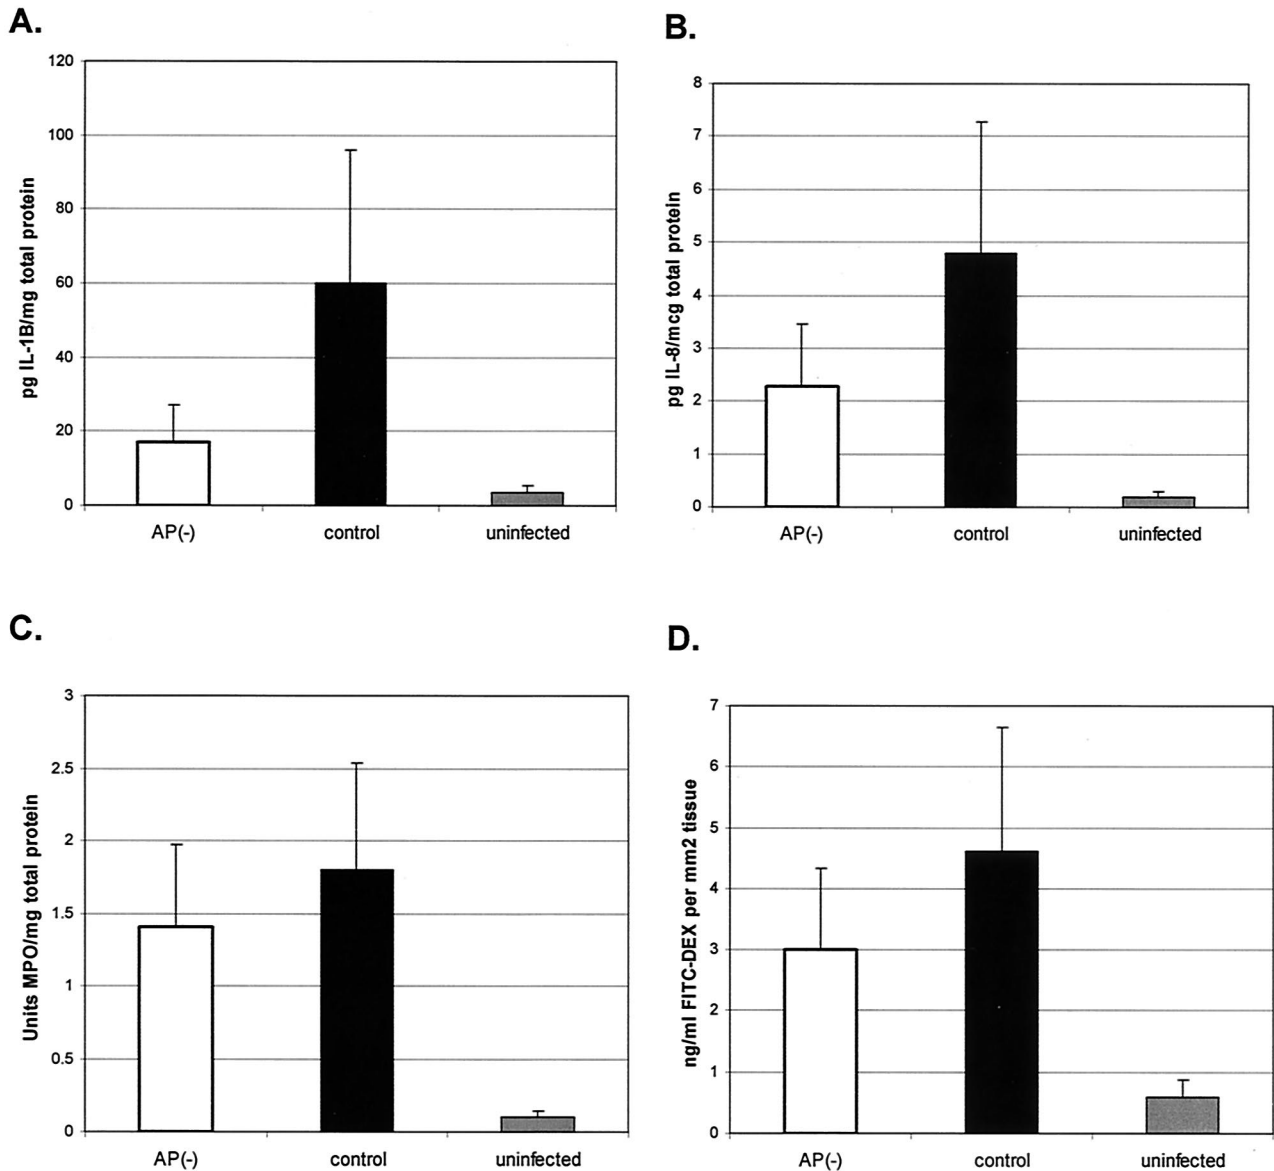 A.
pg IL-1B/mg total protein
120
100
80
60
40
20
0
AP(-) control uninfected
B.
pg IL-8/mcg total protein
8
7
6
5
4
3
2
1
0
AP(-) control uninfected
C.
Units MPO/mg total protein
3
2.5
2
1.5
1
0.5
0
AP(-) control uninfected
D.
ng/ml FITC-DEX per mm2 tissue
7
6
5
4
3
2
1
0
AP(-) control uninfected